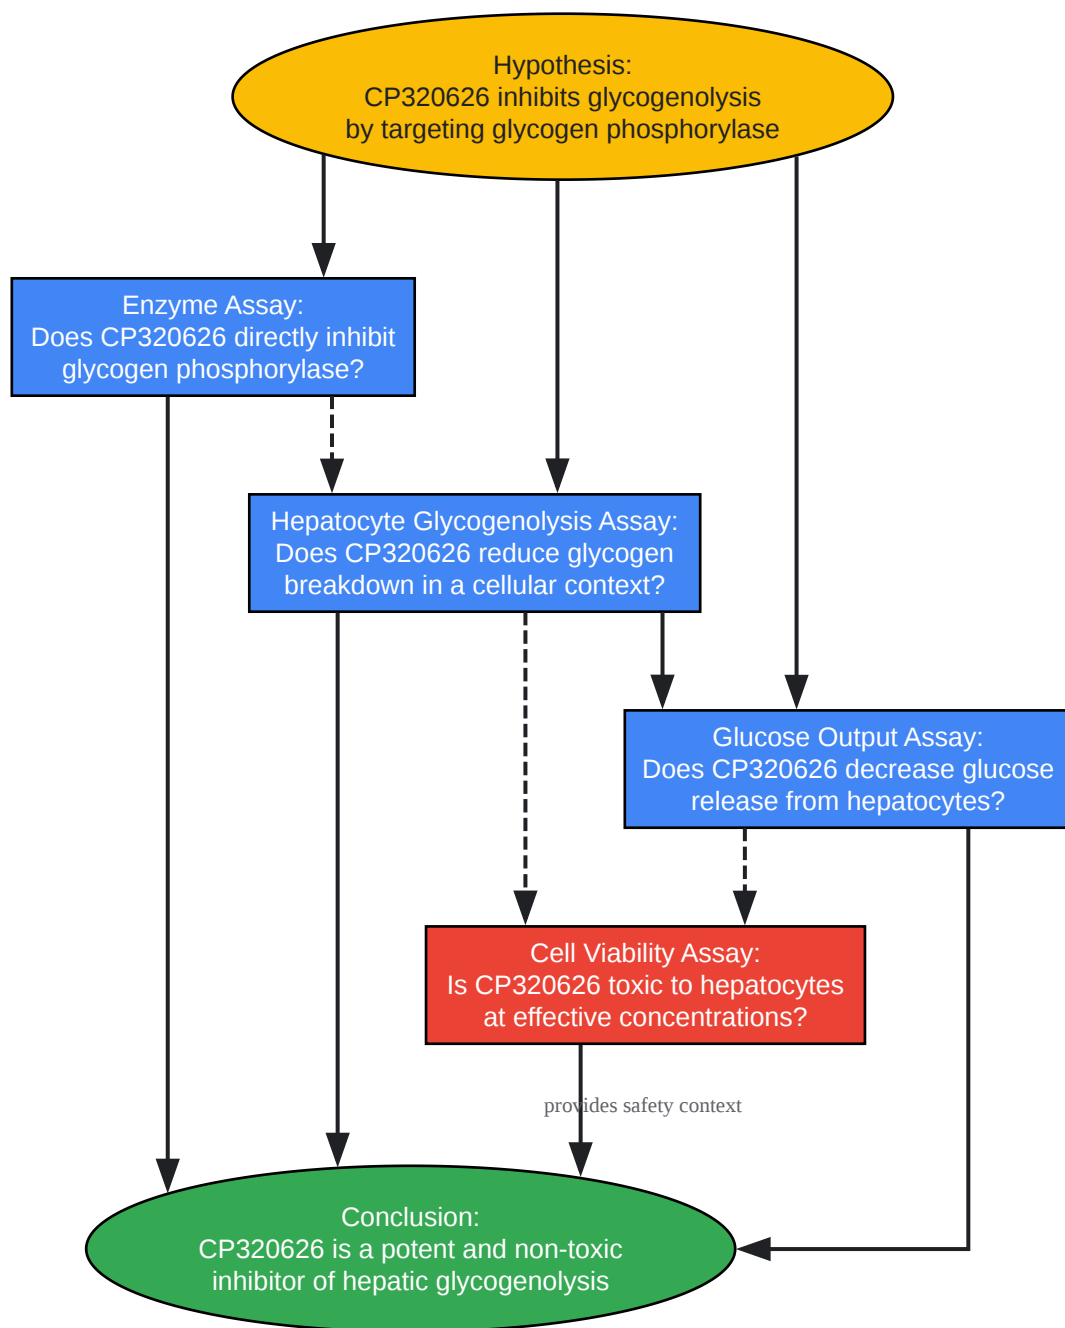 Hypothesis:
CP320626 inhibits glycogenolysis
by targeting glycogen phosphorylase
Enzyme Assay:
Does CP320626 directly inhibit
glycogen phosphorylase?
Hepatocyte Glycogenolysis Assay:
Does CP320626 reduce glycogen
breakdown in a cellular context?
Glucose Output Assay:
Does CP320626 decrease glucose
release from hepatocytes?
Cell Viability Assay:
Is CP320626 toxic to hepatocytes
at effective concentrations?
provides safety context
Conclusion:
CP320626 is a potent and non-toxic
inhibitor of hepatic glycogenolysis